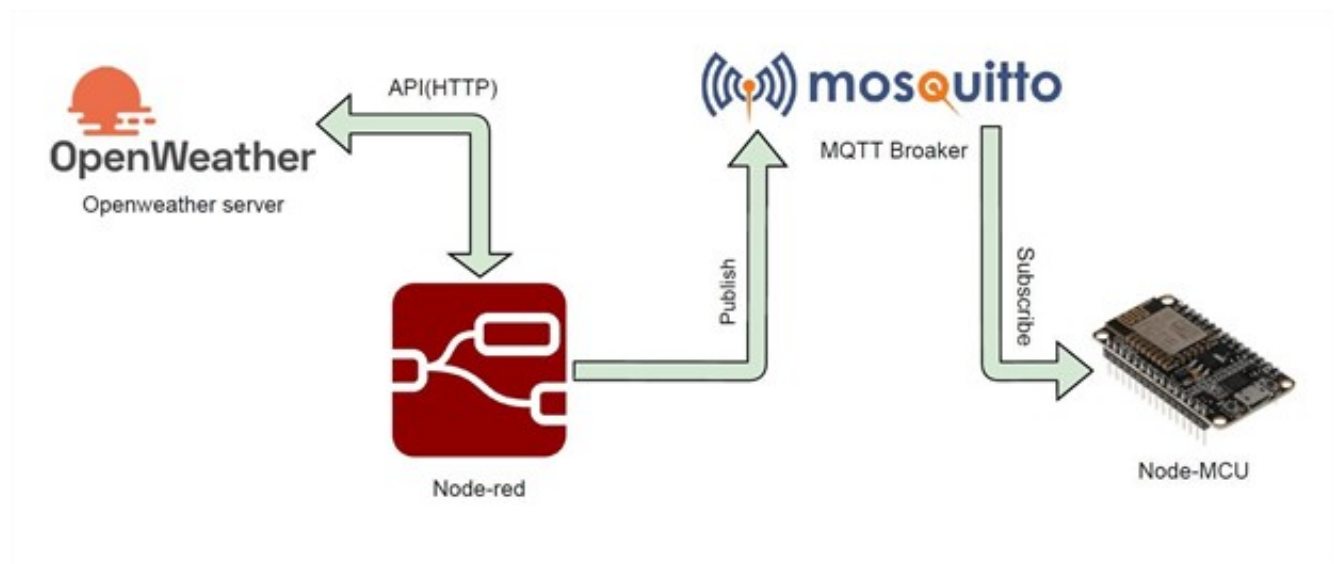 API(HTTP)
mosquitto
OpenWeather
MQTT Broaker
Openweather server
Publish
Subscribe
Node-MCU
Node-red